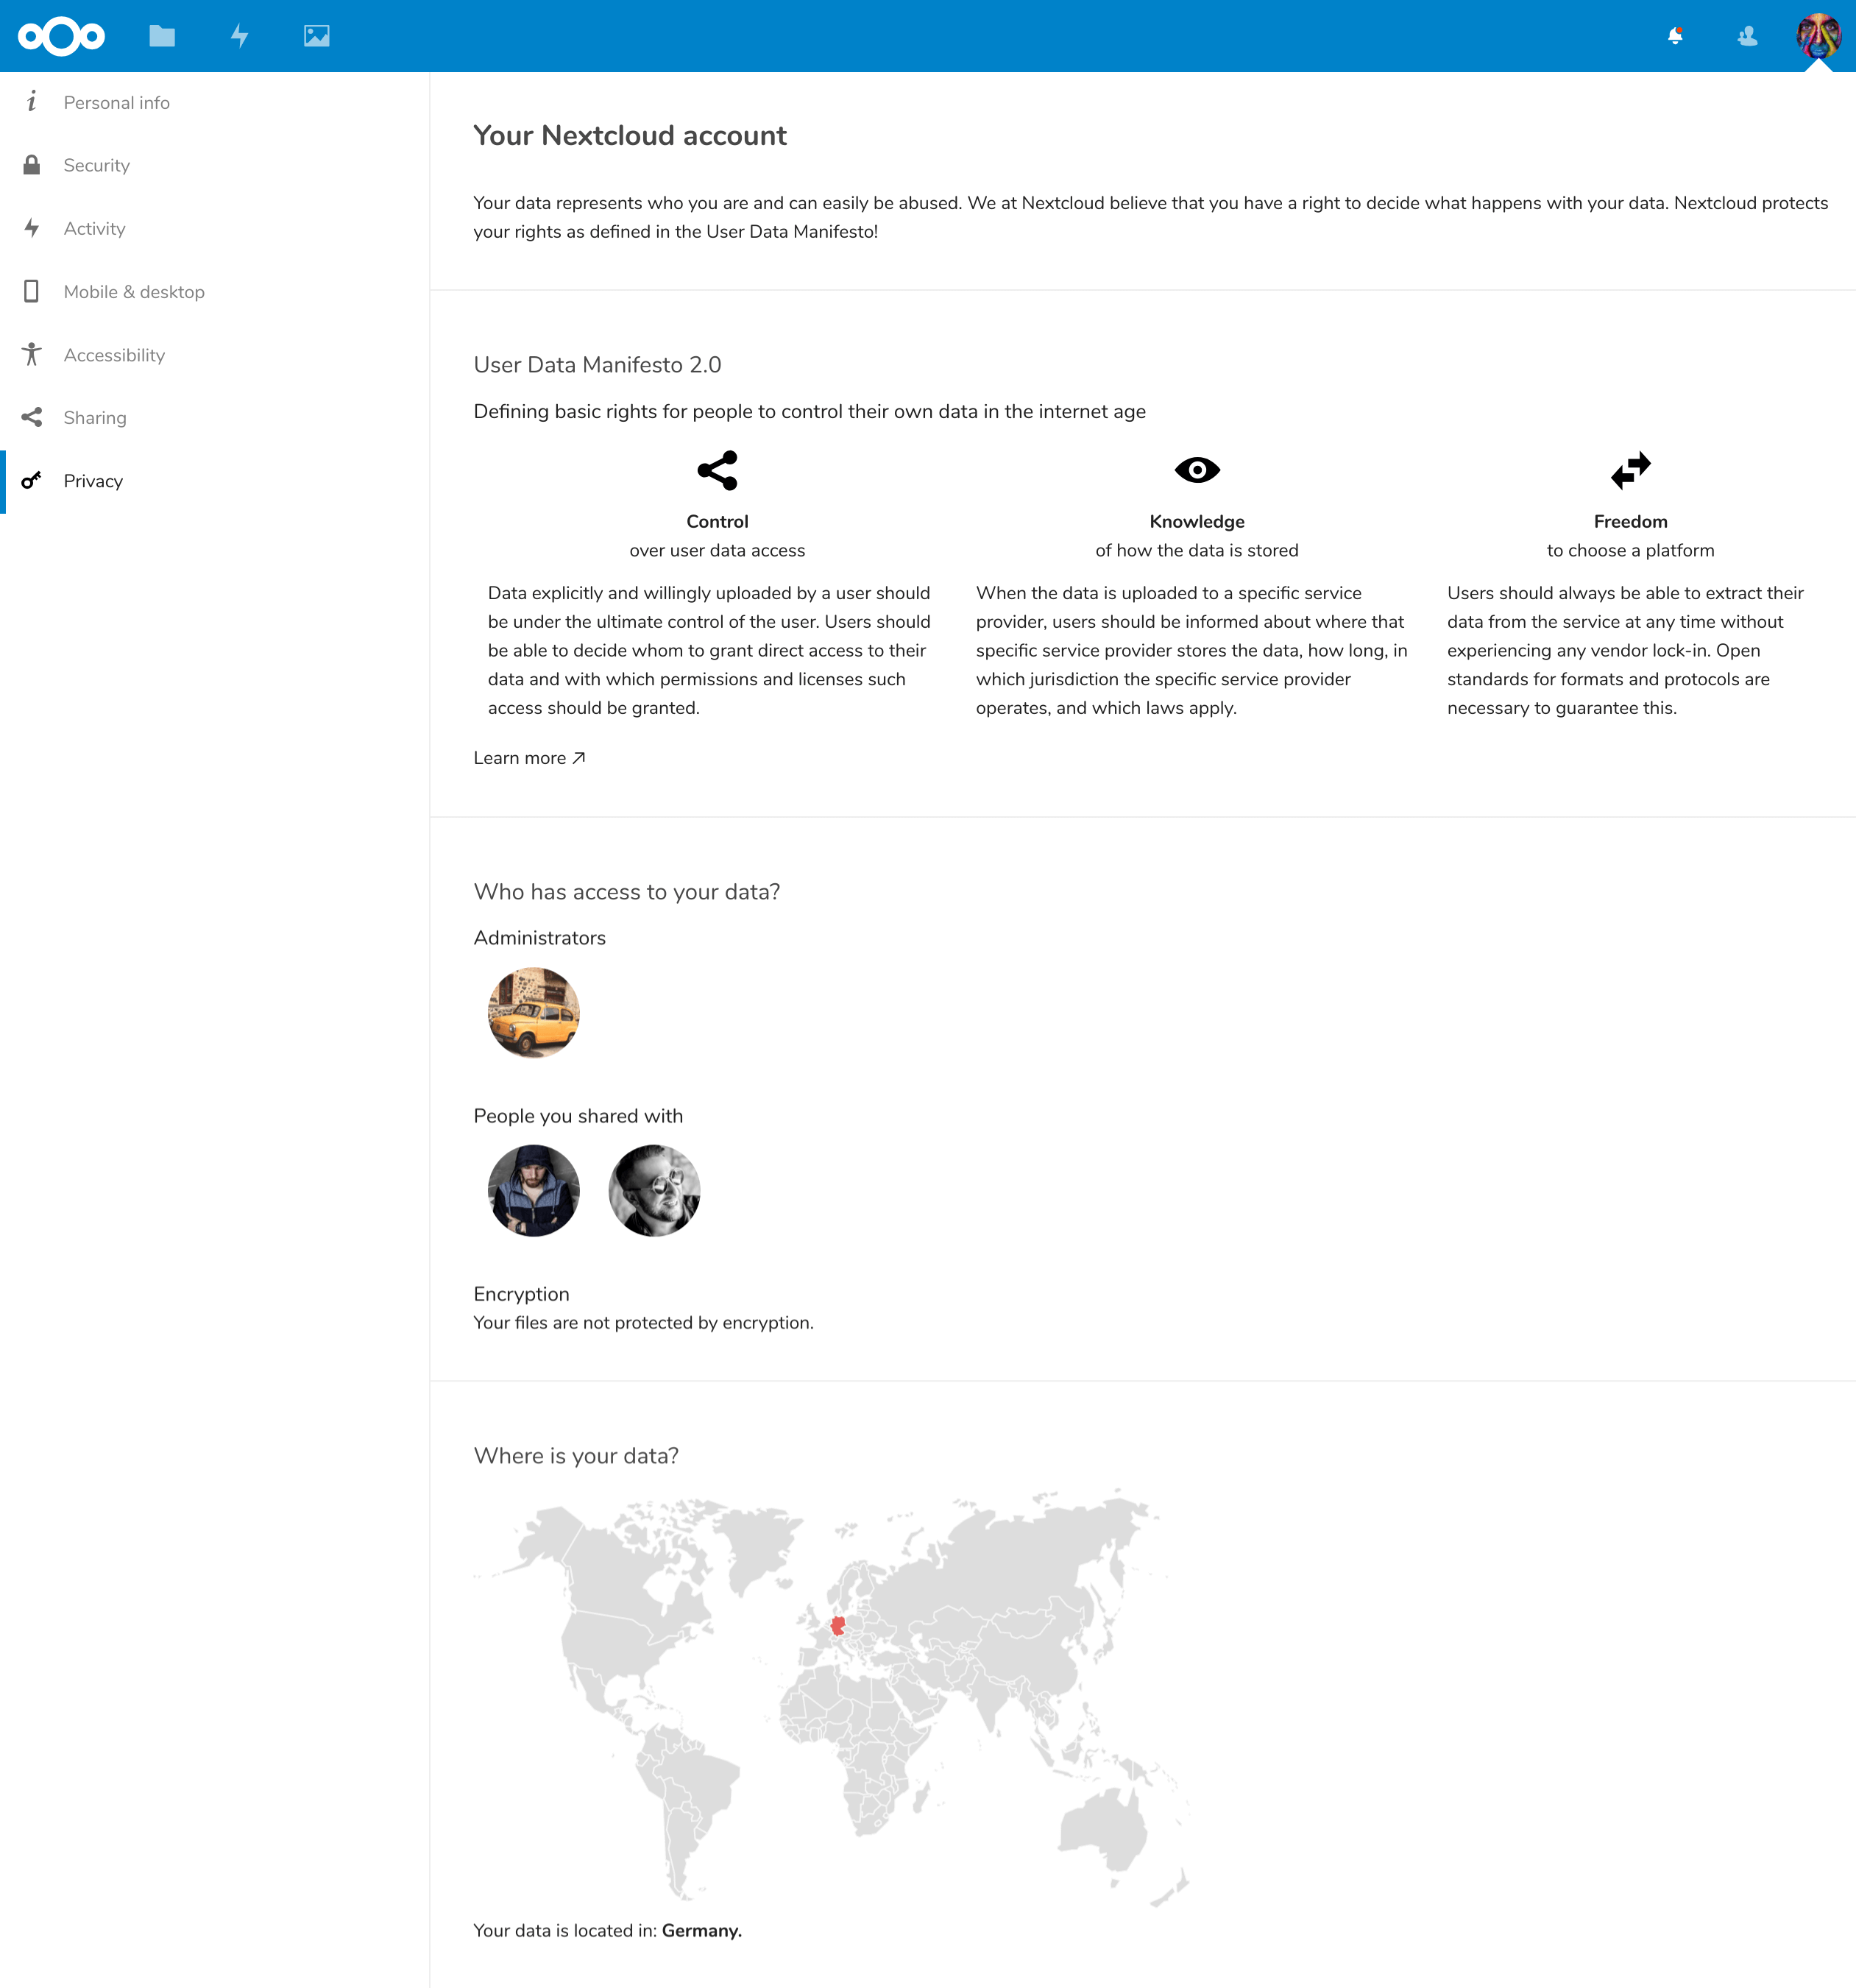 Personal info
Security
Activity
Mobile & desktop
Accessibility
Sharing
Privacy
Your Nextcloud account
Your data represents who you are and can easily be abused. We at Nextcloud believe that you have a right to decide what happens with your data. Nextcloud protects
your rights as defined in the User Data Manifesto!
User Data Manifesto 2.0
Defining basic rights for people to control their own data in the internet age
Control
over user data access
Data explicitly and willingly uploaded by a user should
be under the ultimate control of the user. Users should
be able to decide whom to grant direct access to their
data and with which permissions and licenses such
access should be granted.
Knowledge
of how the data is stored
When the data is uploaded to a specific service
provider, users should be informed about where that
specific service provider stores the data, how long, in
which jurisdiction the specific service provider
operates, and which laws apply.
Freedom
to choose a platform
Users should always be able to extract their
data from the service at any time without
experiencing any vendor lock-in. Open
standards for formats and protocols are
necessary to guarantee this.
Learn more ↗
Who has access to your data?
Administrators
People you shared with
Encryption
Your files are not protected by encryption.
Where is your data?
Your data is located in: Germany.